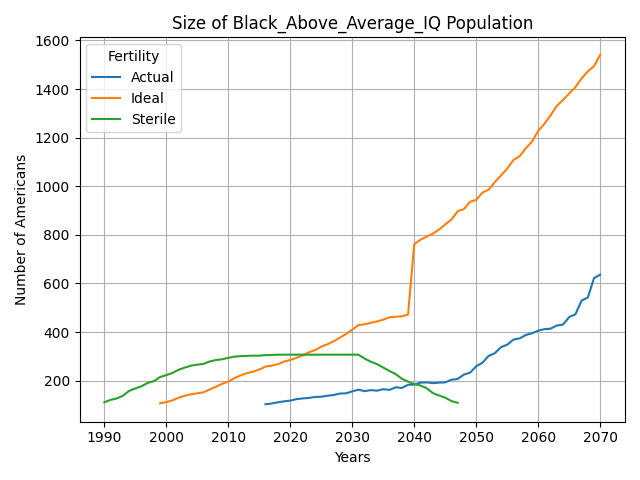 Size of Black_Above_Average_IQ Population
Fertility
Actual
Ideal
Sterile
Number of Americans
1600
1400
1200
1000
800
600
400
200
1990 2000 2010 2020 2030 2040 2050 2060 2070
Years